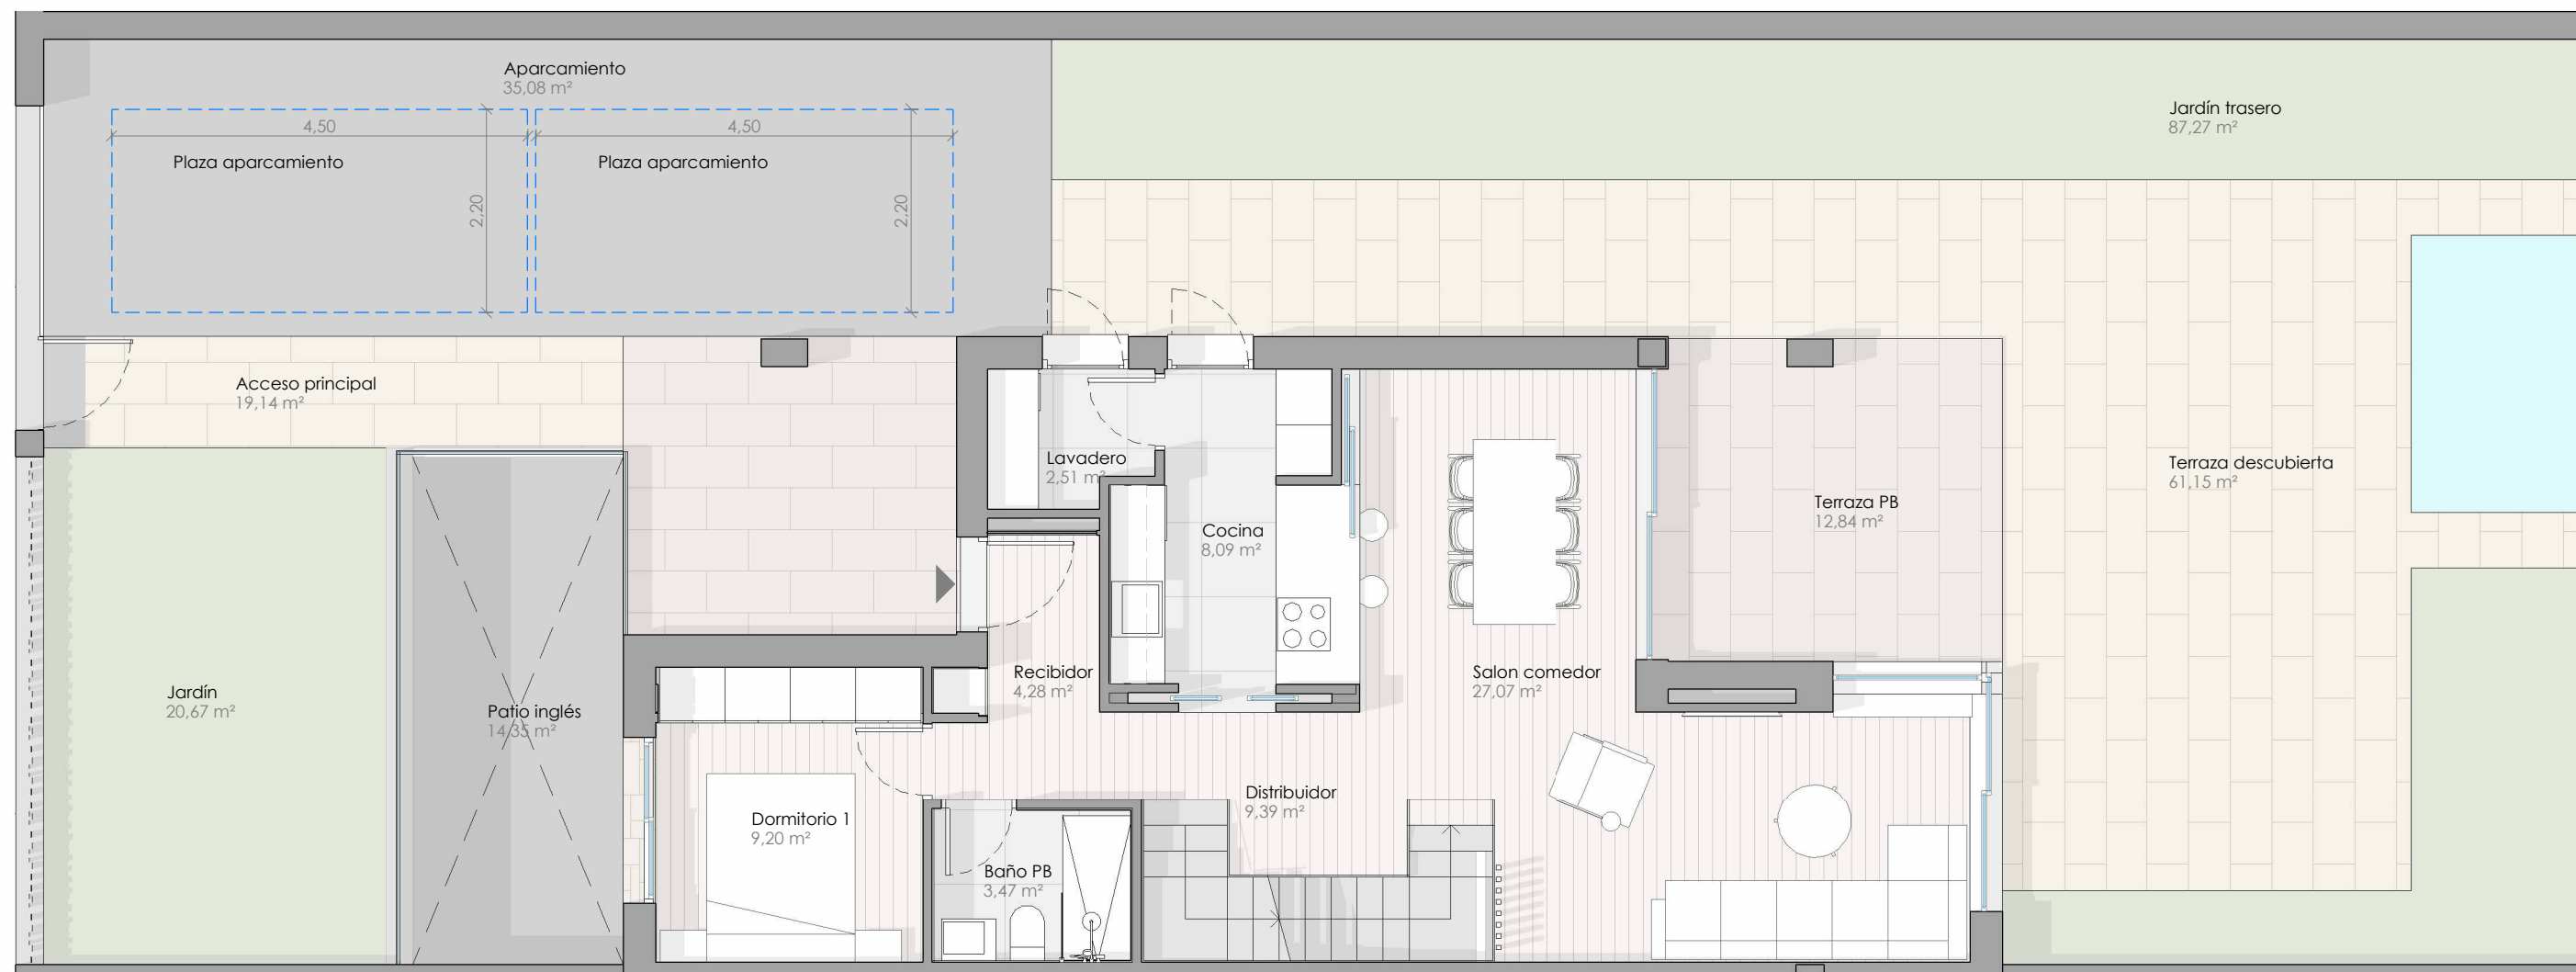 Aparcamiento
35,08 m²
4,50
4,50
Plaza aparcamiento
Plaza aparcamiento
2,20
2,20
Jardín trasero
87,27 m²
Acceso principal
19,14 m²
Lavadero
2,51 m²
Cocina
8,09 m²
Terraza PB
12,84 m²
Terraza descubierta
61,15 m²
Jardín
20,67 m²
Patio inglés
14,35 m²
Recibidor
4,28 m²
Salon comedor
27,07 m²
Dormitorio 1
9,20 m²
Distribuidor
9,39 m²
Baño PB
3,47 m²